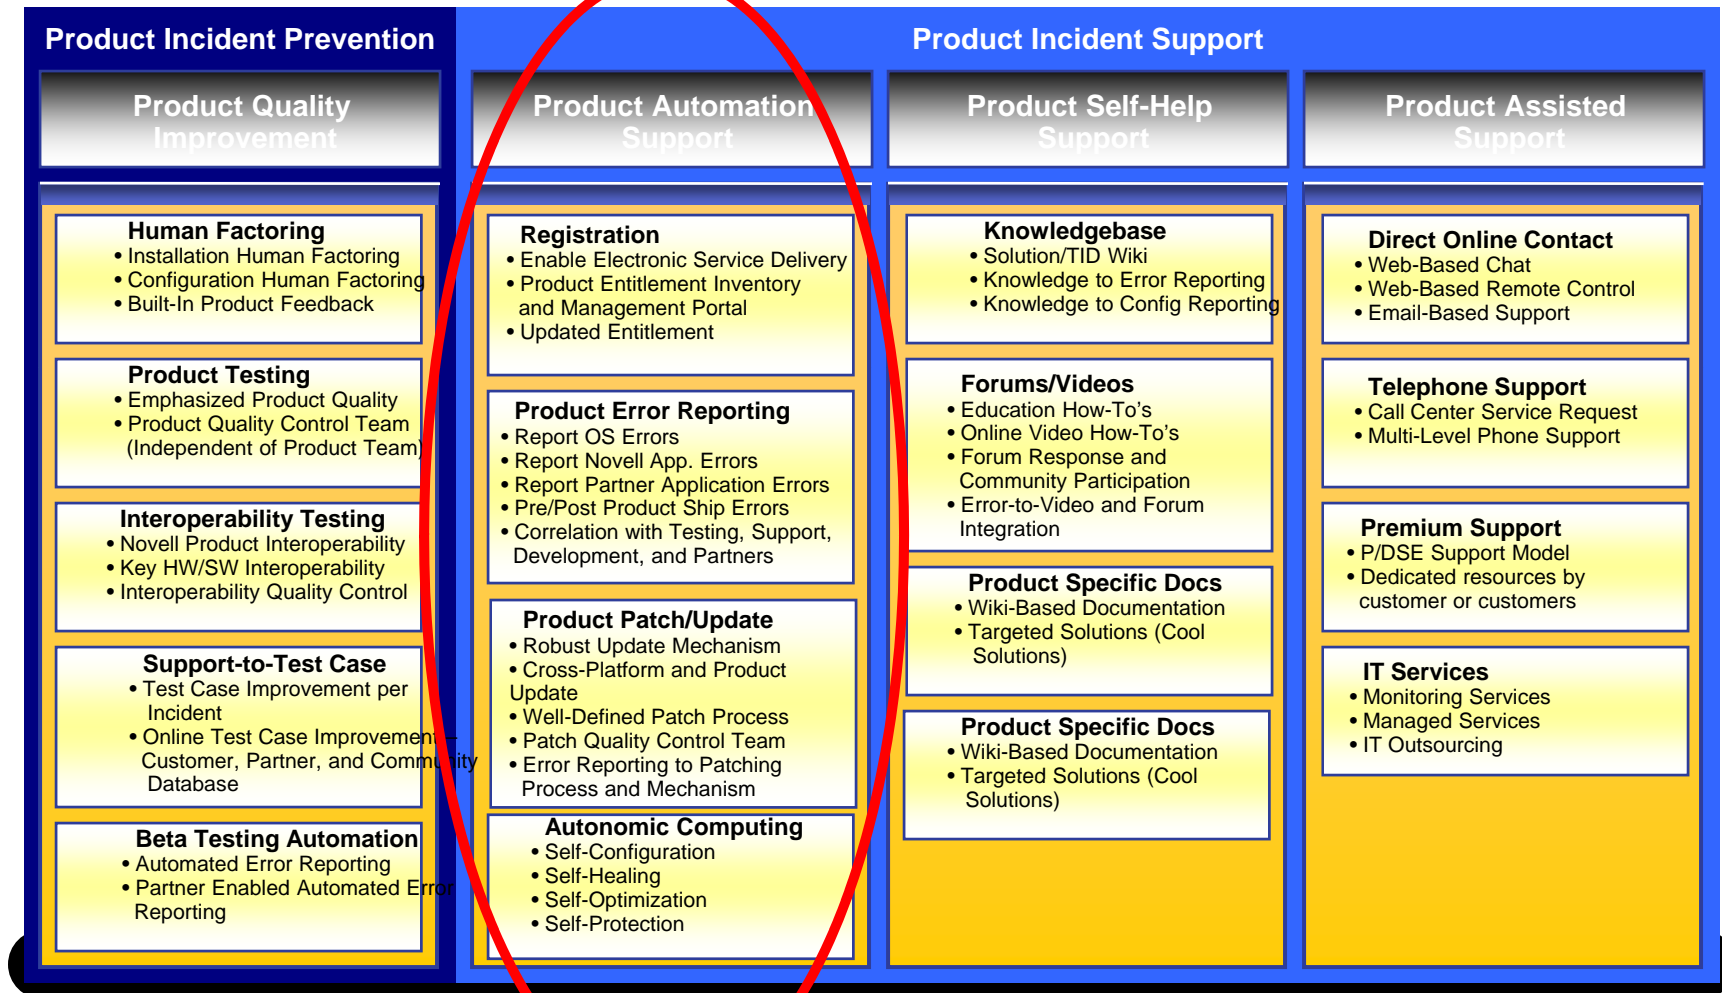 Product Incident Prevention
Product Incident Support
Product Quality
Improvement
Human Factoring
• Installation Human Factoring
• Configuration Human Factoring
• Built-In Product Feedback
Product Testing
• Emphasized Product Quality
• Product Quality Control Team
(Independent of Product Team)
Interoperability Testing
• Novell Product Interoperability
• Key HW/SW Interoperability
• Interoperability Quality Control
Support-to-Test Case
• Test Case Improvement per
Incident
• Online Test Case Improvement –
Customer, Partner, and Community
Database
Beta Testing Automation
• Automated Error Reporting
• Partner Enabled Automated Error
Reporting
Product Automation
Support
Registration
• Enable Electronic Service Delivery
• Product Entitlement Inventory
and Management Portal
• Updated Entitlement
Product Error Reporting
• Report OS Errors
• Report Novell App. Errors
• Report Partner Application Errors
• Pre/Post Product Ship Errors
• Correlation with Testing, Support,
Development, and Partners
Product Patch/Update
• Robust Update Mechanism
• Cross-Platform and Product
Update
• Well-Defined Patch Process
• Patch Quality Control Team
• Error Reporting to Patching
Process and Mechanism
Autonomic Computing
• Self-Configuration
• Self-Healing
• Self-Optimization
• Self-Protection
Product Self-Help
Support
Knowledgebase
• Solution/TID Wiki
• Knowledge to Error Reporting
• Knowledge to Config Reporting
Forums/Videos
• Education How-To's
• Online Video How-To's
• Forum Response and
Community Participation
• Error-to-Video and Forum
Integration
Product Specific Docs
• Wiki-Based Documentation
• Targeted Solutions (Cool
Solutions)
Product Specific Docs
• Wiki-Based Documentation
• Targeted Solutions (Cool
Solutions)
Product Assisted
Support
Direct Online Contact
• Web-Based Chat
• Web-Based Remote Control
• Email-Based Support
Telephone Support
• Call Center Service Request
• Multi-Level Phone Support
Premium Support
• P/DSE Support Model
• Dedicated resources by
customer or customers
IT Services
• Monitoring Services
• Managed Services
• IT Outsourcing